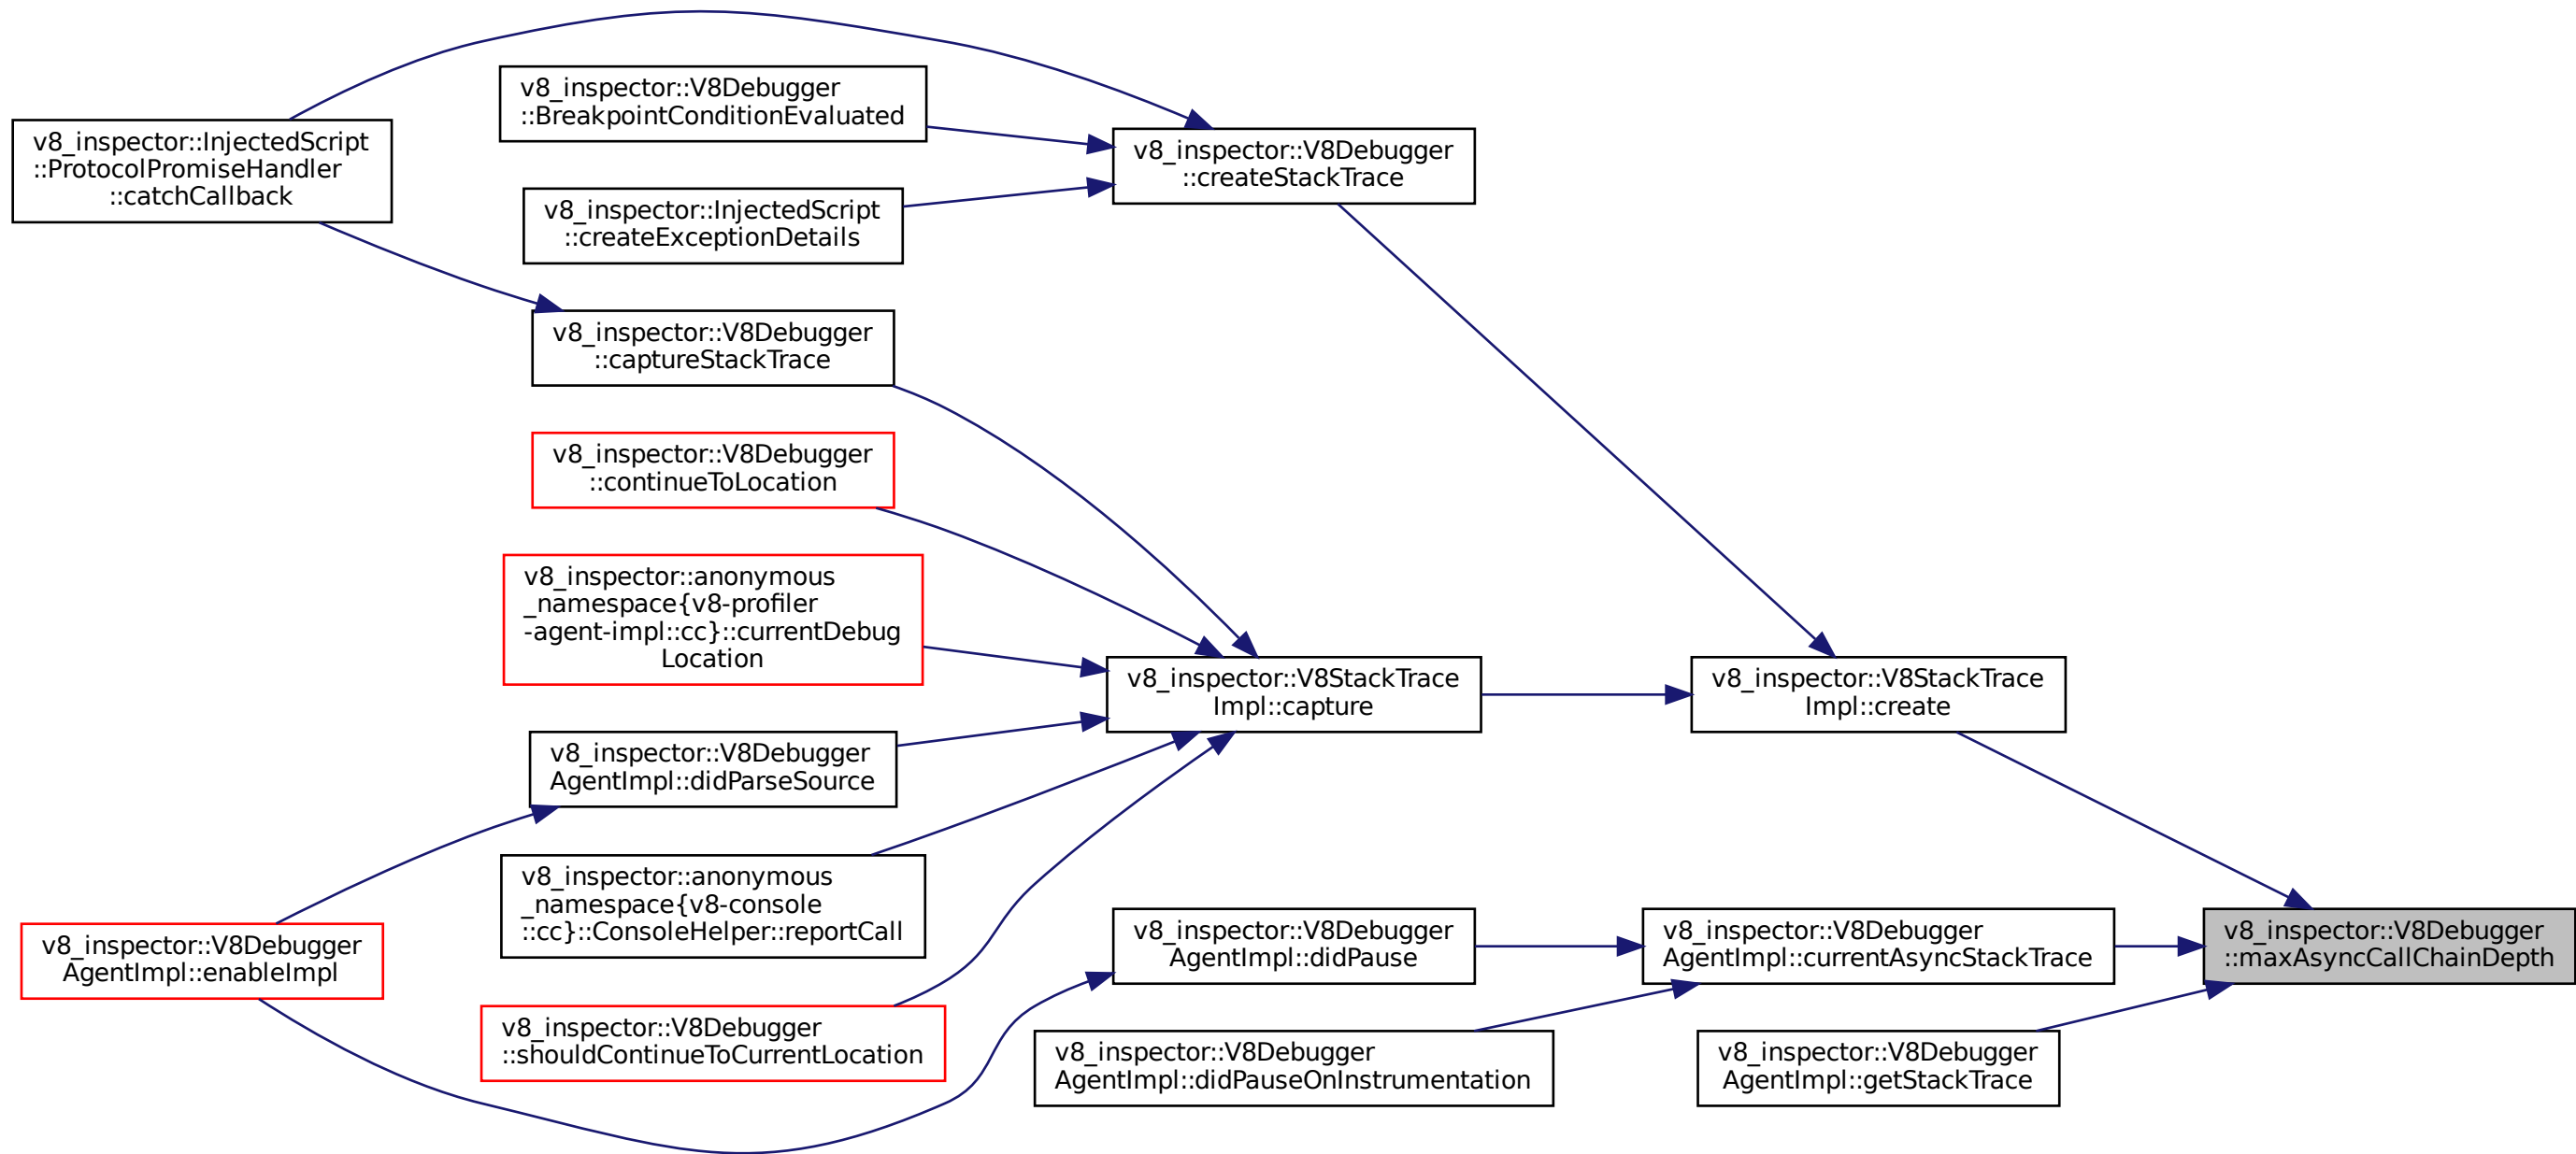 v8_inspector::InjectedScript
::ProtocolPromiseHandler
::catchCallback
v8_inspector::V8Debugger
::BreakpointConditionEvaluated
v8_inspector::InjectedScript
::createExceptionDetails
v8_inspector::V8Debugger
::captureStackTrace
v8_inspector::V8Debugger
::continueToLocation
v8_inspector::anonymous
_namespace{v8-profiler
-agent-impl::cc}::currentDebug
Location
v8_inspector::V8Debugger
AgentImpl::didParseSource
v8_inspector::anonymous
_namespace{v8-console
::cc}::ConsoleHelper::reportCall
v8_inspector::V8Debugger
AgentImpl::enableImpl
v8_inspector::V8Debugger
::shouldContinueToCurrentLocation
v8_inspector::V8Debugger
::createStackTrace
v8_inspector::V8StackTrace
Impl::capture
v8_inspector::V8Debugger
AgentImpl::didPause
v8_inspector::V8Debugger
AgentImpl::didPauseOnInstrumentation
v8_inspector::V8StackTrace
Impl::create
v8_inspector::V8Debugger
AgentImpl::currentAsyncStackTrace
v8_inspector::V8Debugger
AgentImpl::getStackTrace
v8_inspector::V8Debugger
::maxAsyncCallChainDepth